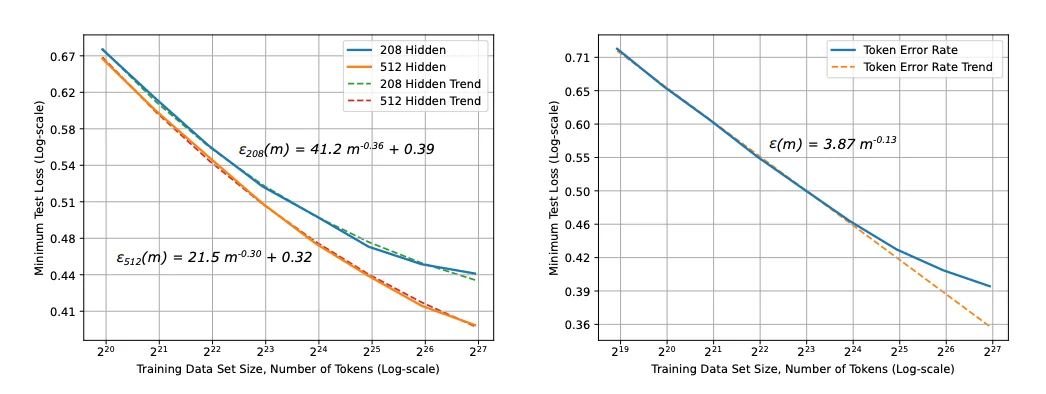 208 Hidden
512 Hidden
208 Hidden Trend
512 Hidden Trend
ε208(m) = 41.2 m-0.36 + 0.39
ε512(m) = 21.5 m-0.30 + 0.32
Minimum Test Loss (Log-scale)
0.67
0.62
0.58
0.54
0.51
0.48
0.44
0.41
2^20 2^21 2^22 2^23 2^24 2^25 2^26 2^27
Training Data Set Size, Number of Tokens (Log-scale)
Token Error Rate
Token Error Rate Trend
ε(m) = 3.87 m-0.13
Minimum Test Loss (Log-scale)
0.71
0.65
0.60
0.55
0.50
0.46
0.42
0.39
0.36
2^19 2^20 2^21 2^22 2^23 2^24 2^25 2^26 2^27
Training Data Set Size, Number of Tokens (Log-scale)